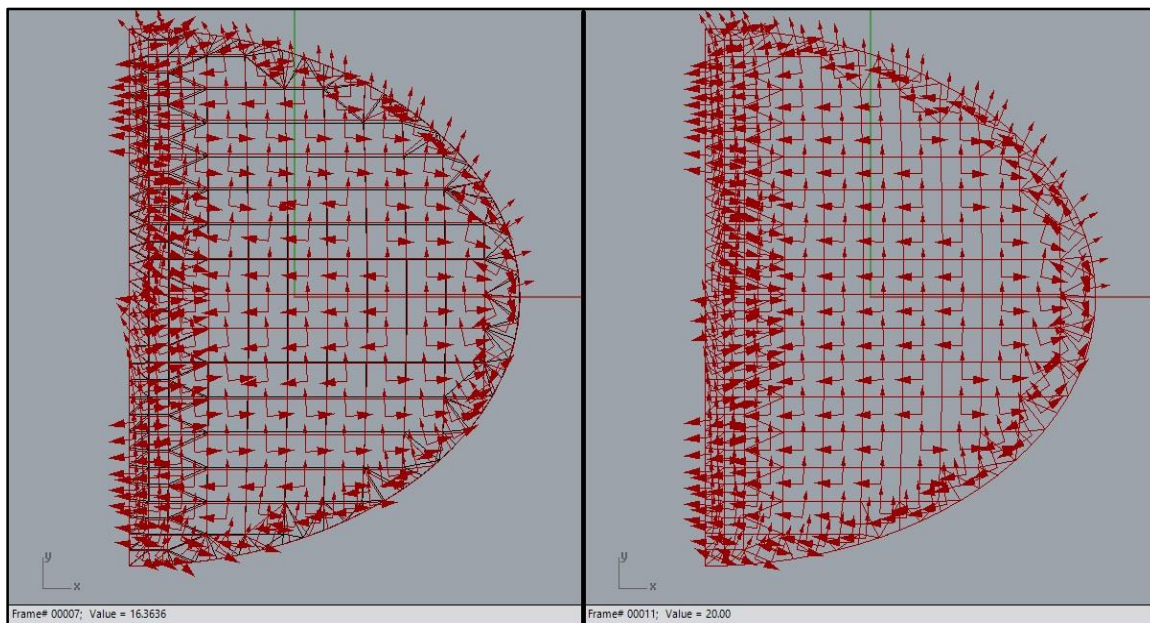 y
x
Frame# 00007; Value = 16.3636
y
x
Frame# 00011; Value = 20.00